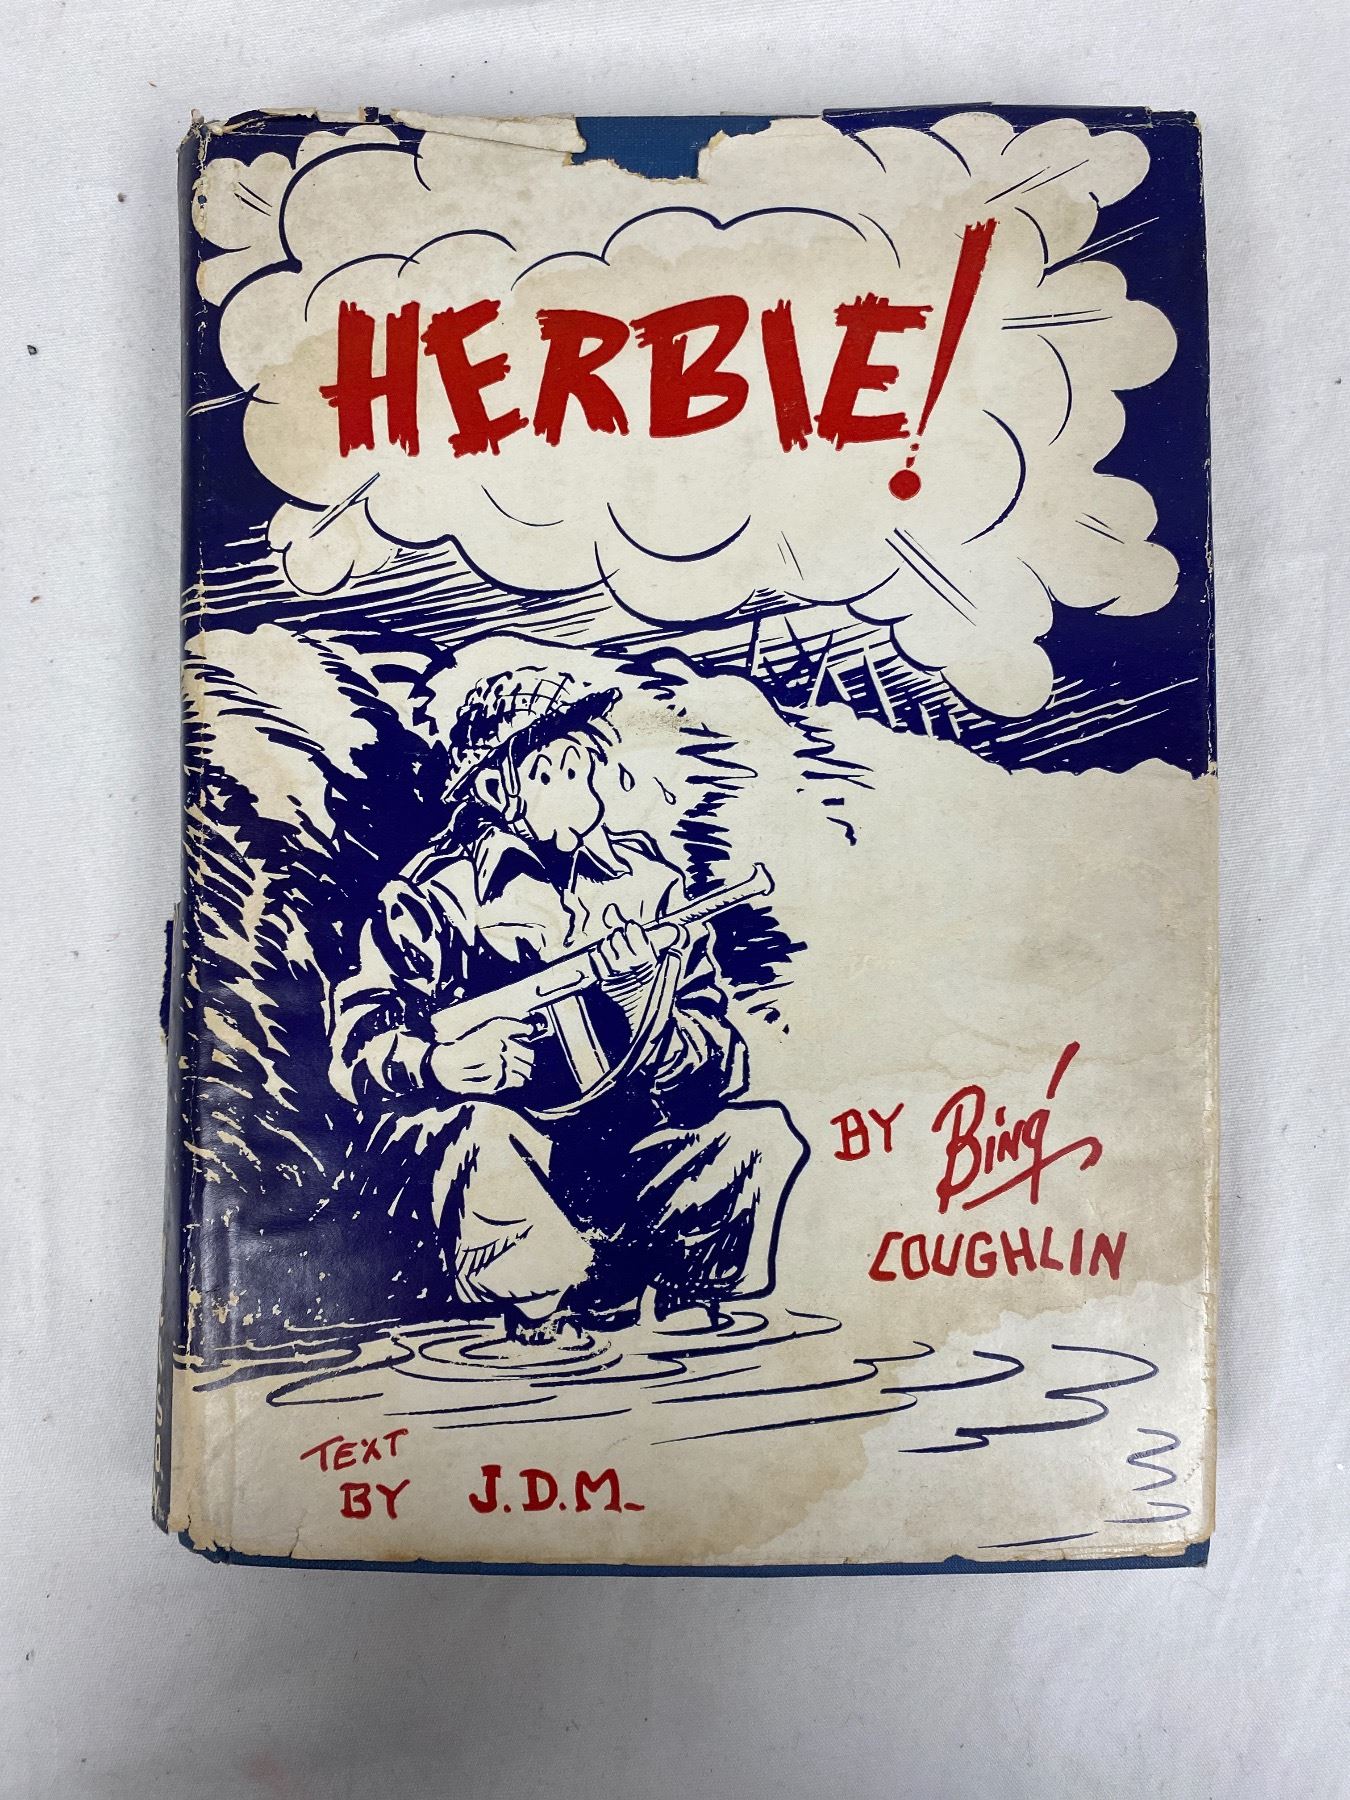 HERBIE!
BY Bing
COUGHLIN
TEXT
BY J.D.M.